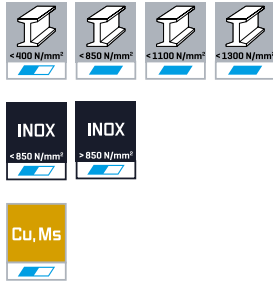 <400 N/mm² <850 N/mm² <1100 N/mm² <1300 N/mm²
INOX INOX
<850 N/mm² >850 N/mm²
Cu, Ms